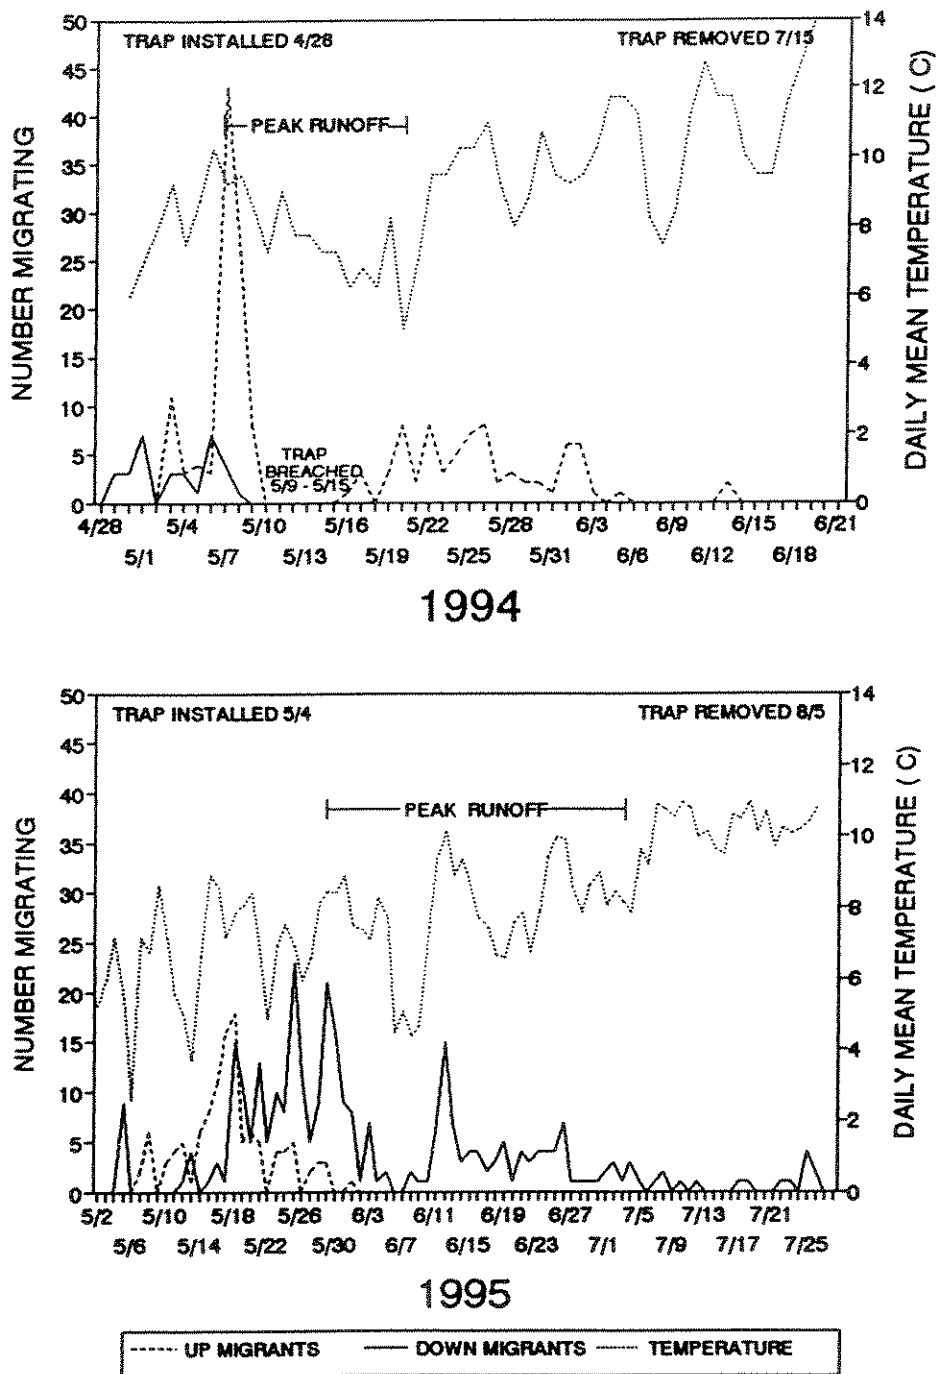 TRAP INSTALLED 4/28
TRAP REMOVED 7/15
PEAK RUNOFF
TRAP
BREACHED
5/9 - 5/15
NUMBER MIGRATING
50
45
40
35
30
25
20
15
10
5
0
DAILY MEAN TEMPERATURE ( C)
14
12
10
8
6
4
2
0
4/28 5/4 5/10 5/16 5/22 5/28 6/3 6/9 6/15 6/21
5/1 5/7 5/13 5/19 5/25 5/31 6/6 6/12 6/18
1994
TRAP INSTALLED 5/4
TRAP REMOVED 8/5
PEAK RUNOFF
NUMBER MIGRATING
50
45
40
35
30
25
20
15
10
5
0
DAILY MEAN TEMPERATURE ( C)
14
12
10
8
6
4
2
0
5/2 5/10 5/18 5/26 6/3 6/11 6/19 6/27 7/5 7/13 7/21
5/6 5/14 5/22 5/30 6/7 6/15 6/23 7/1 7/9 7/17 7/25
1995
UP MIGRANTS DOWN MIGRANTS TEMPERATURE